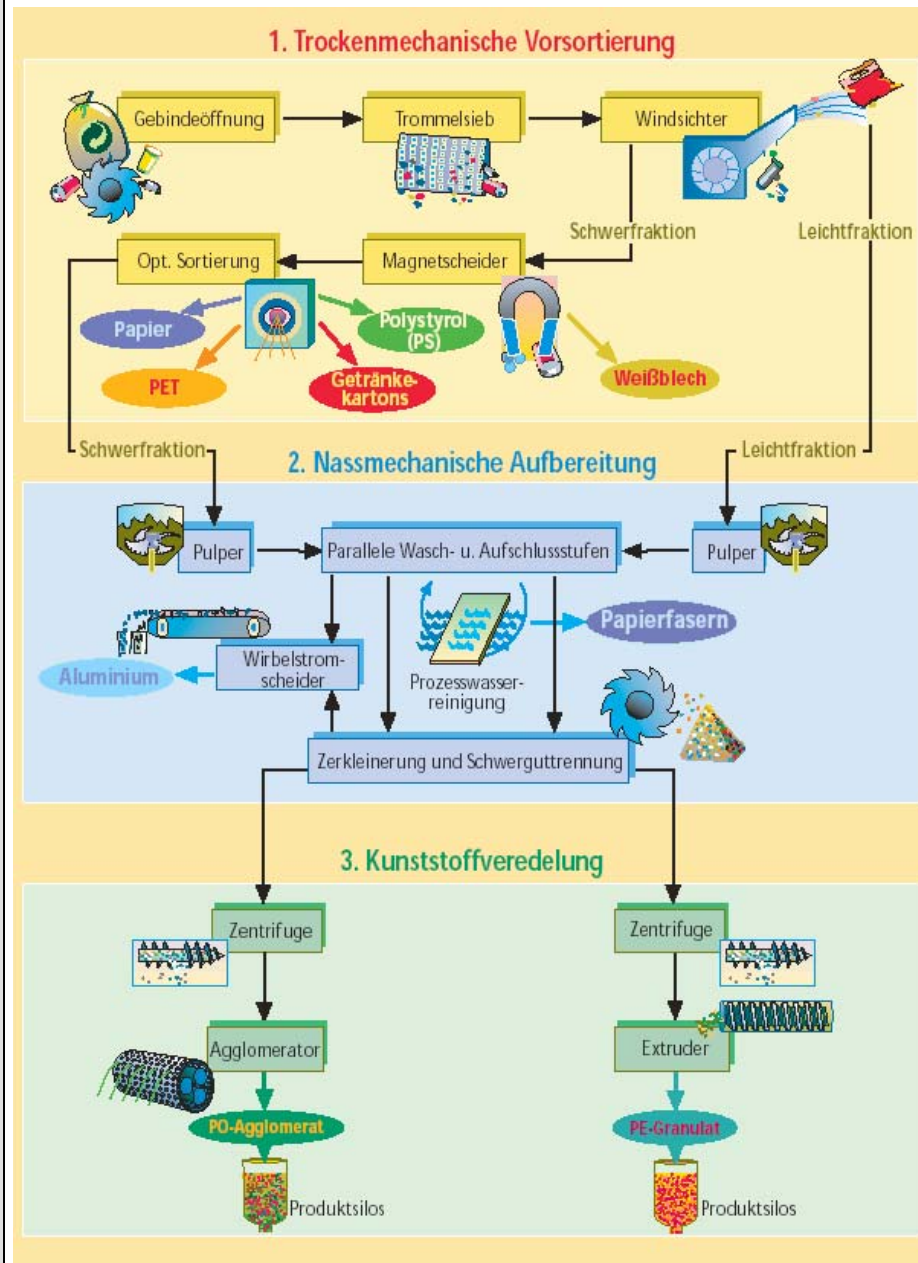 1. Trockenmechanische Vorsortierung
Gebindeöffnung
Trommelsieb
Windsichter
Schwerfraktion
Leichtfraktion
Opt. Sortierung
Magnetscheider
Papier
Polystyrol
(PS)
PET
Getränke-
kartons
Weißblech
Schwerfraktion
Leichtfraktion
2. Nassmechanische Aufbereitung
Pulper
Parallele Wasch- u. Aufschlussstufen
Pulper
Papierfasern
Aluminium
Wirbelstrom-
scheider
Prozesswasser-
reinigung
Zerkleinerung und Schwerguttrennung
3. Kunststoffveredelung
Zentrifuge
Zentrifuge
Agglomerator
Extruder
PO-Agglomerat
PE-Granulat
Produktsilos
Produktsilos